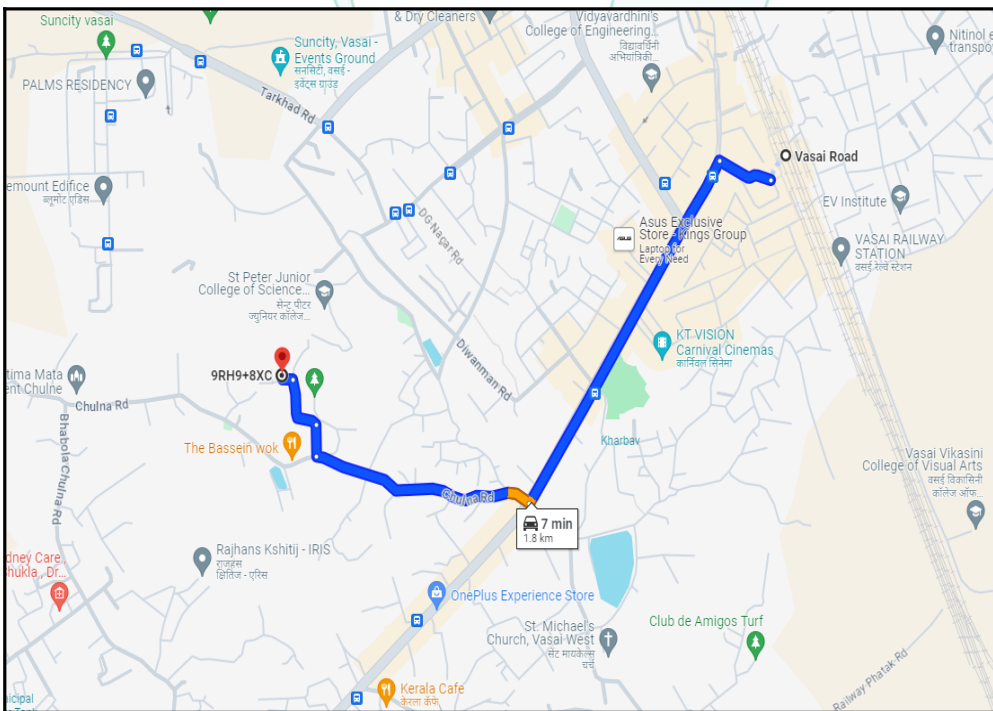 Suncity vasai
& Dry Cleaners
Vidyavardhini's
College of Engineering...
विद्यावर्धिनी
अभियांत्रिकी...
Nitinol e
transpo
Suncity, Vasai -
Events Ground
सनसिटी, वसई -
इव्हेंट्स ग्राउंड
PALMS RESIDENCY
Tarkhad Rd
Vasai Road
emount Edifice
ब्लूमोंट एडिस...
EV Institute
DG Nagar Rd
Asus Exclusive
Store - Kings Group
Laptop for
Every Need
ASUS
VASAI RAILWAY
STATION
वसई रेल्वे स्टेशन
St Peter Junior
College of Science...
सेन्ट पीटर
ज्युनियर कॉलेज...
KT VISION
Carnival Cinemas
कार्निवल सिनेमा
Diwanman Rd
9RH9+8XC
tima Mata
ent Chulne
Chulna Rd
Bhabola Chulna Rd
The Bassein wok
Kharbav
Vasai Vikasini
College of Visual Arts
वसई विकासिनी
कॉलेज ऑफ...
Chulna Rd
7 min
1.8 km
Rajhans Kshitij - IRIS
राजहंस
क्षितिज - एरिस
dney Care,
hukla , Dr...
OnePlus Experience Store
St. Michael's
Church, Vasai West
सेंट मायकेल्स
चर्च
Club de Amigos Turf
Railway Phatak Rd
Kerala Cafe
केरला कॅफे
nicipal